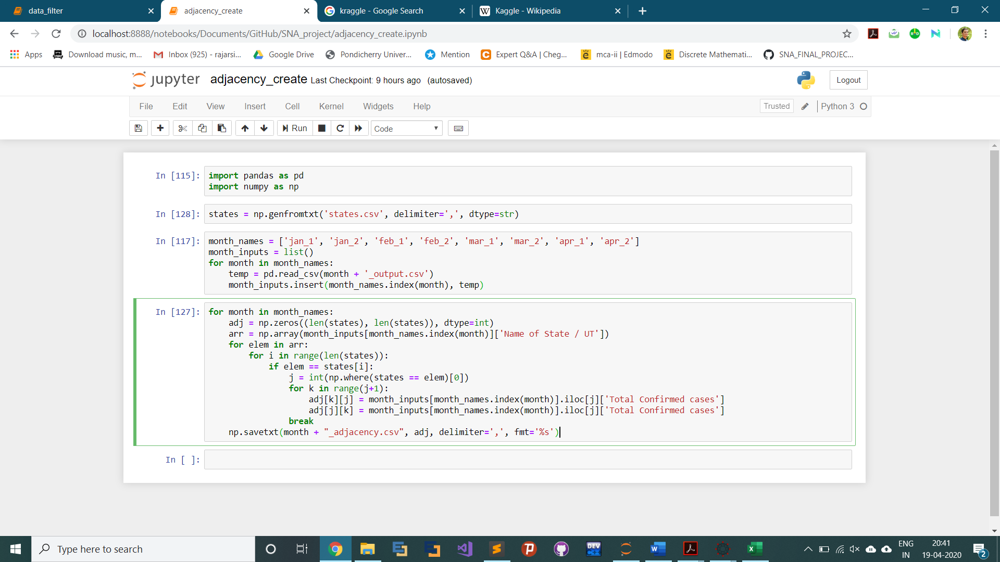 data_filter
adjacency_create
kraggle - Google Search
Kaggle - Wikipedia
localhost:8888/notebooks/Documents/GitHub/SNA_project/adjacency_create.ipynb
Apps
Download music, m...
Inbox (925) - rajarsi...
Google Drive
Pondicherry Univer...
Mention
Expert Q&A | Cheg...
mca-ii | Edmodo
Discrete Mathemati...
SNA_FINAL_PROJEC...
jupyter adjacency_create Last Checkpoint: 9 hours ago (autosaved)
Logout
File Edit View Insert Cell Kernel Widgets Help
Trusted
Python 3
Run
Code
In [115]: import pandas as pd
import numpy as np
In [128]: states = np.genfromtxt('states.csv', delimiter=',', dtype=str)
In [117]: month_names = ['jan_1', 'jan_2', 'feb_1', 'feb_2', 'mar_1', 'mar_2', 'apr_1', 'apr_2']
month_inputs = list()
for month in month_names:
    temp = pd.read_csv(month + '_output.csv')
    month_inputs.insert(month_names.index(month), temp)
In [127]: for month in month_names:
    adj = np.zeros((len(states), len(states)), dtype=int)
    arr = np.array(month_inputs[month_names.index(month)]['Name of State / UT'])
    for elem in arr:
        for i in range(len(states)):
            if elem == states[i]:
                j = int(np.where(states == elem)[0])
                for k in range(j+1):
                    adj[k][j] = month_inputs[month_names.index(month)].iloc[j]['Total Confirmed cases']
                    adj[j][k] = month_inputs[month_names.index(month)].iloc[j]['Total Confirmed cases']
                break
    np.savetxt(month + "_adjacency.csv", adj, delimiter=',', fmt='%s')
In [ ]:
Type here to search
DEV C++
ENG
IN
20:41
19-04-2020
2